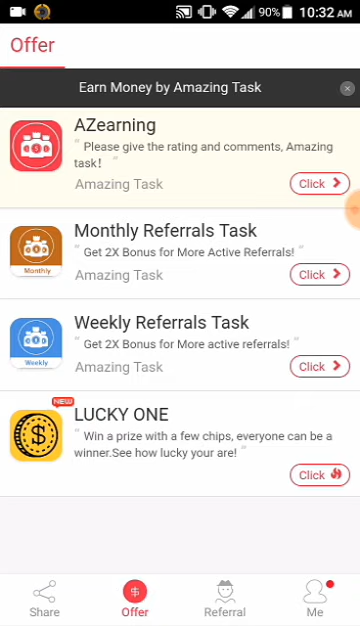 90% 10:32 AM
Offer
Earn Money by Amazing Task
AZearning
" Please give the rating and comments, Amazing
task! "
Amazing Task
Click
Monthly Referrals Task
" Get 2X Bonus for More Active Referrals! "
Monthly
Amazing Task
Click
Weekly Referrals Task
" Get 2X Bonus for More active referrals! "
Weekly
Amazing Task
Click
NEW
LUCKY ONE
" Win a prize with a few chips, everyone can be a
winner.See how lucky your are! "
Click
Share
Offer
Referral
Me